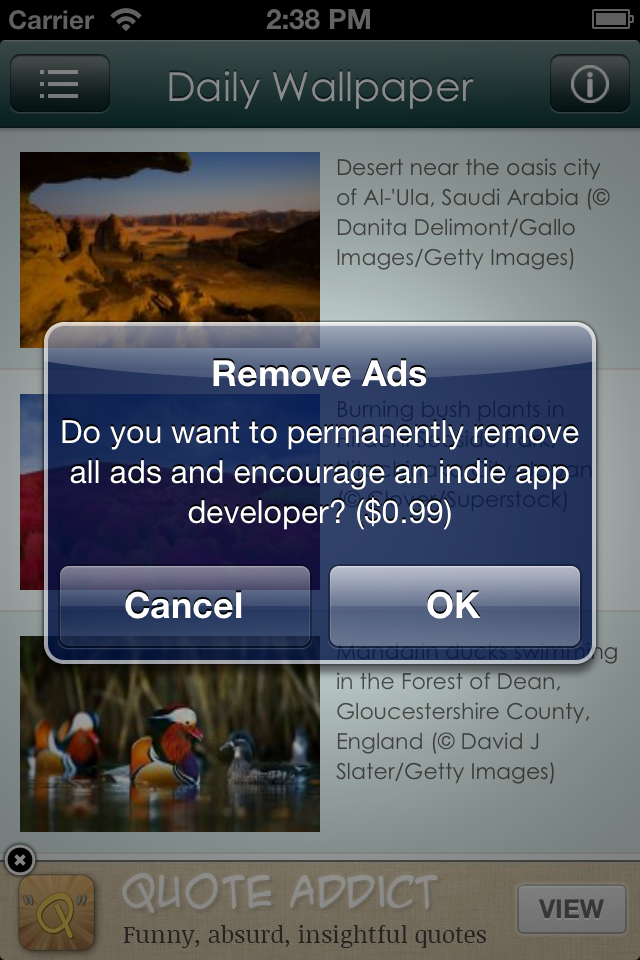 Carrier
2:38 PM
Daily Wallpaper
Desert near the oasis city
of Al-'Ula, Saudi Arabia (©
Danita Delimont/Gallo
Images/Getty Images)
Remove Ads
Do you want to permanently remove
all ads and encourage an indie app
developer? ($0.99)
Cancel
OK
Burning bush plants in
(© Clover/Superstock)
Mandarin ducks swimming
in the Forest of Dean,
Gloucestershire County,
England (© David J
Slater/Getty Images)
"Q"
QUOTE ADDICT
Funny, absurd, insightful quotes
VIEW